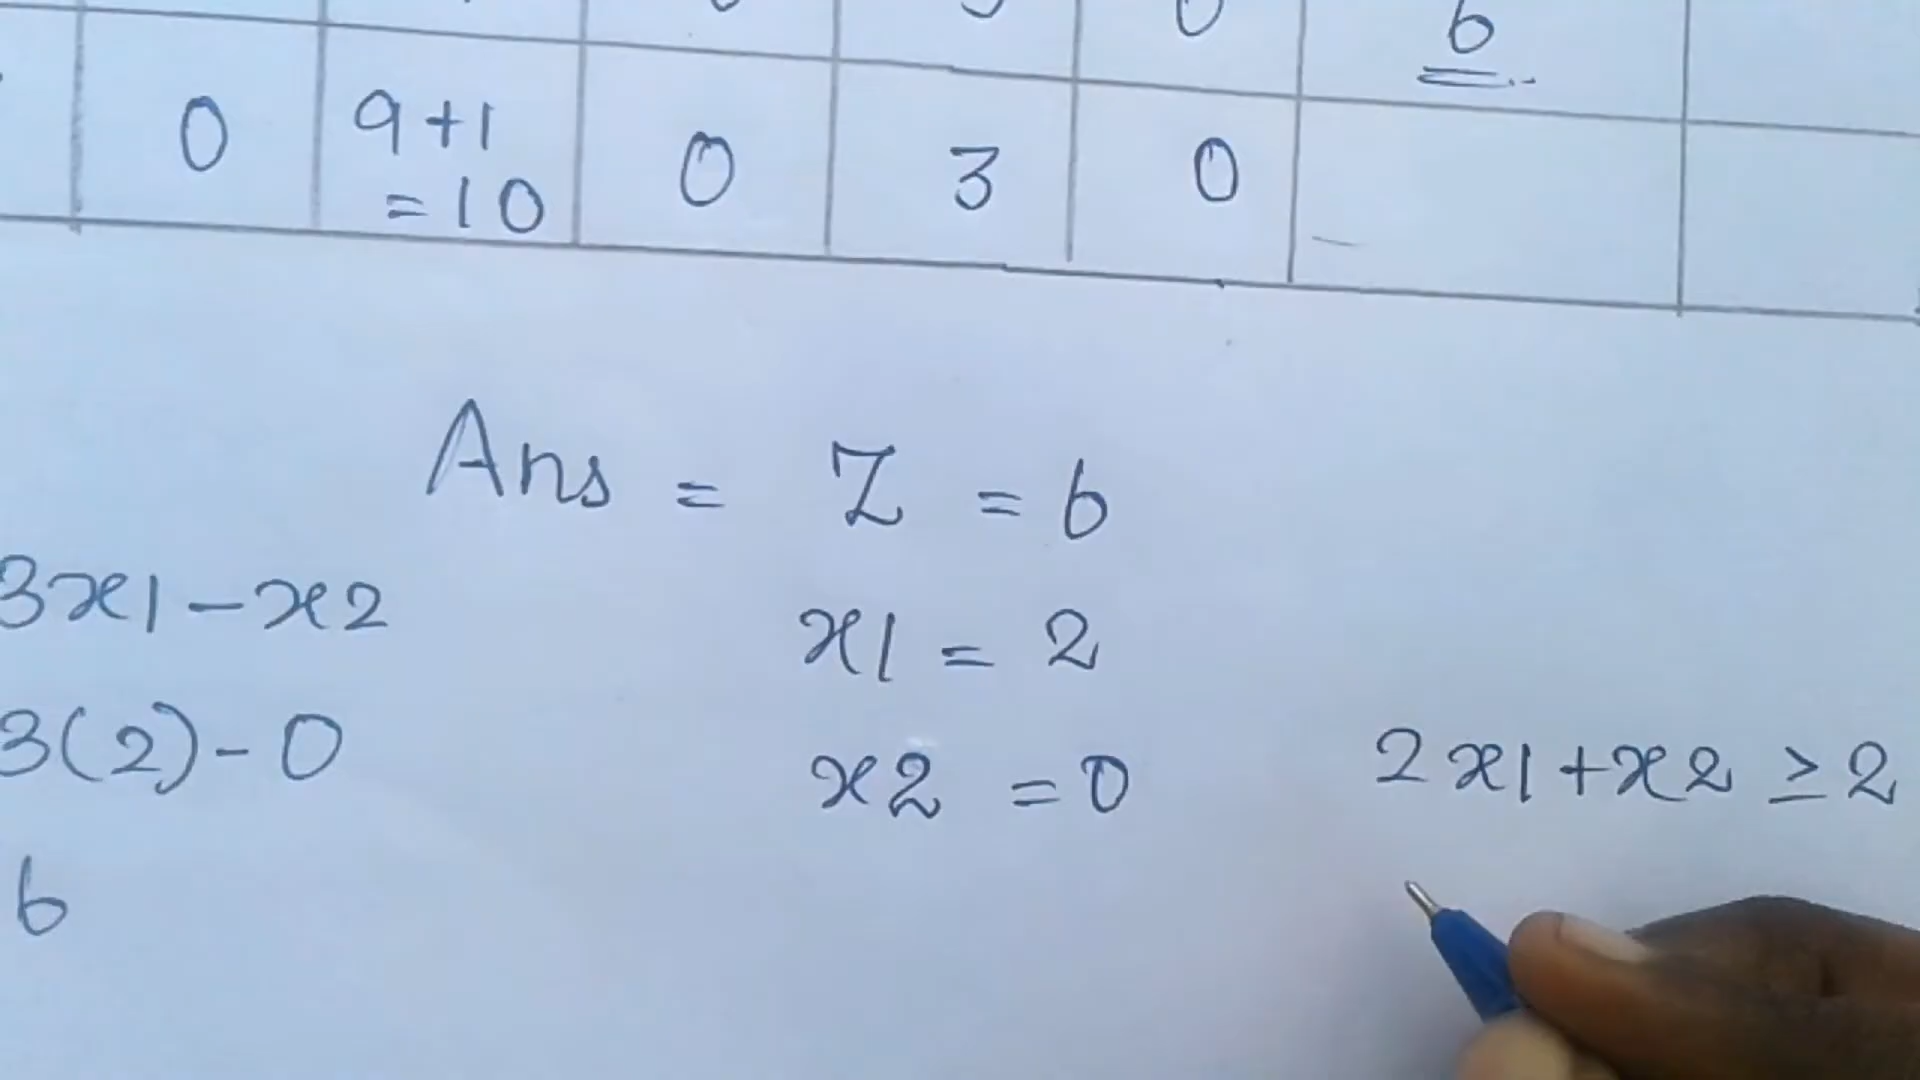 6
0 9+1 0 3 0
=10
Ans = Z = 6
3x1-x2 x1 = 2
3(2)-0 x2 =0 2x1+x2 ≥2
6